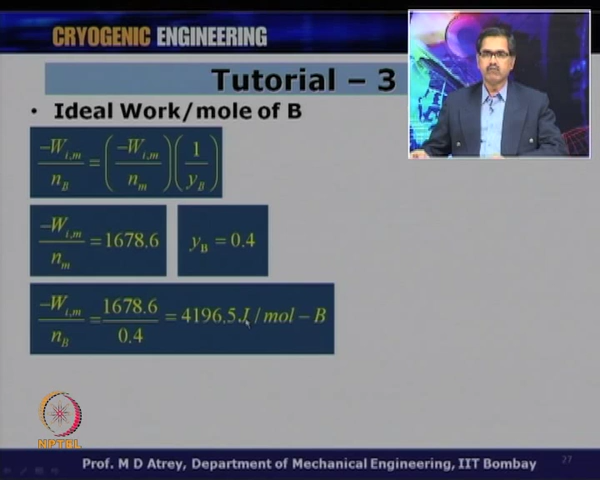 CRYOGENIC ENGINEERING
Tutorial – 3
• Ideal Work/mole of B
−W_{i,m} / n_B = (−W_{i,m} / n_m) (1 / y_B)
−W_{i,m} / n_m = 1678.6
y_B = 0.4
−W_{i,m} / n_B = 1678.6 / 0.4 = 4196.5 J / mol − B
NPTEL
Prof. M D Atrey, Department of Mechanical Engineering, IIT Bombay
27